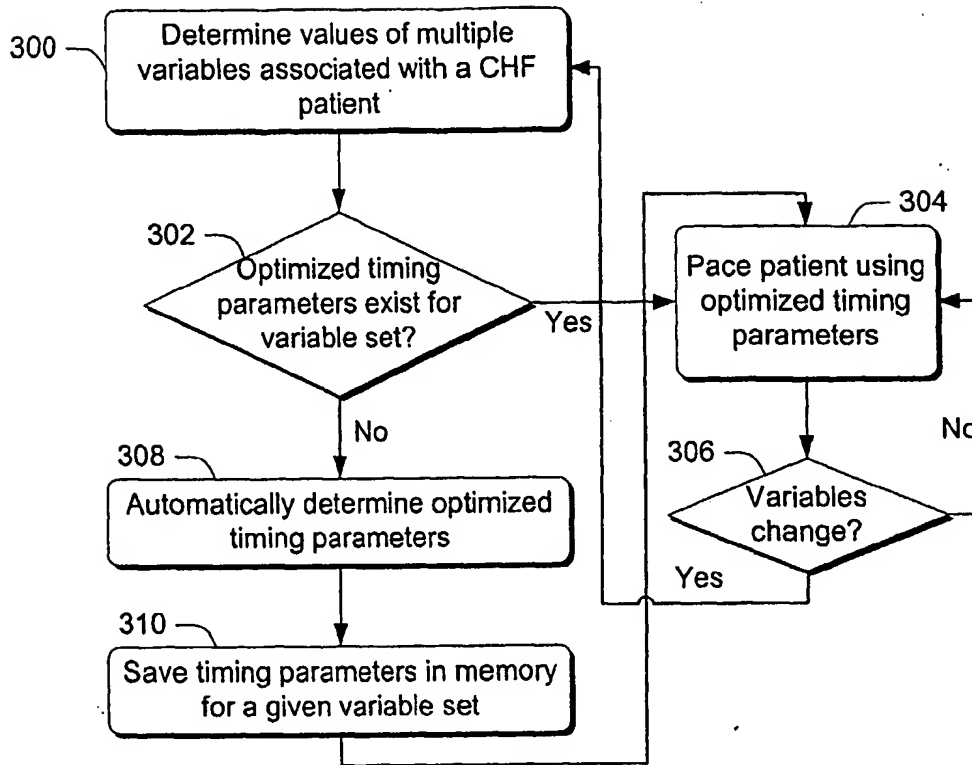 300
Determine values of multiple
variables associated with a CHF
patient
302
Optimized timing
parameters exist for
variable set?
Yes
No
304
Pace patient using
optimized timing
parameters
306
Variables
change?
No
Yes
308
Automatically determine optimized
timing parameters
310
Save timing parameters in memory
for a given variable set